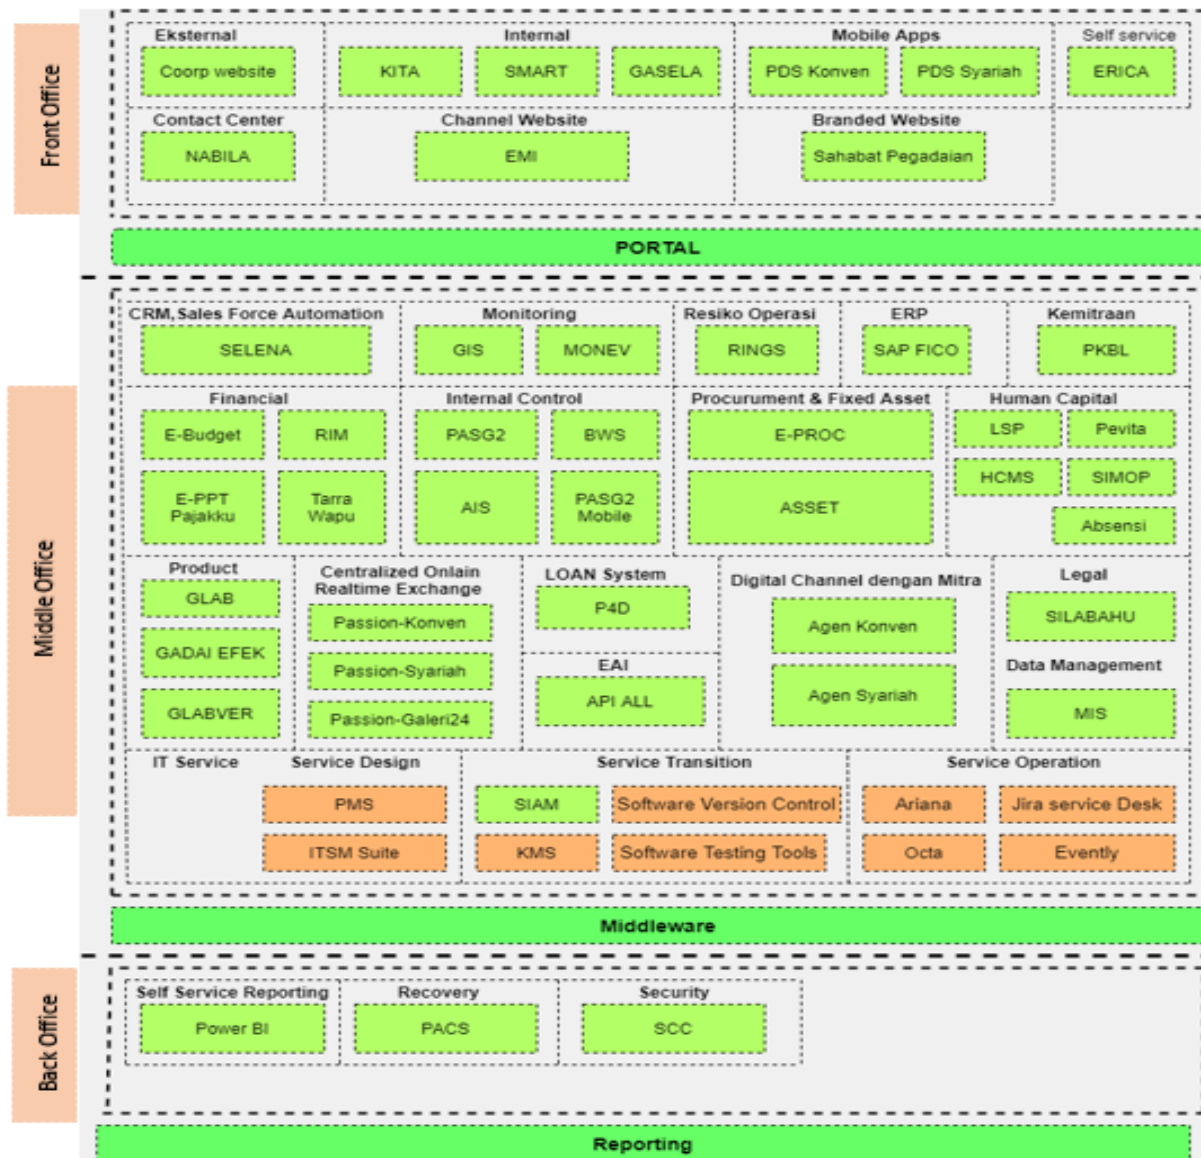 Front Office
Eksternal
Internal
Mobile Apps
Self service
Coorp website
KITA
SMART
GASELA
PDS Konven
PDS Syariah
ERICA
Contact Center
Channel Website
Branded Website
NABILA
EMI
Sahabat Pegadaian
PORTAL
Middle Office
CRM,Sales Force Automation
Monitoring
Resiko Operasi
ERP
Kemitraan
SELENA
GIS
MONEV
RINGS
SAP FICO
PKBL
Financial
Internal Control
Procurument & Fixed Asset
Human Capital
E-Budget
RIM
PASG2
BWS
E-PROC
LSP
Pevita
E-PPT
Pajakku
Tarra
Wapu
AIS
PASG2
Mobile
ASSET
HCMS
SIMOP
Absensi
Product
Centralized Onlain
Realtime Exchange
LOAN System
Digital Channel dengan Mitra
Legal
GLAB
GADAI EFEK
GLABVER
Passion-Konven
Passion-Syariah
Passion-Galeri24
P4D
EAI
API ALL
Agen Konven
Agen Syariah
SILABAHU
Data Management
MIS
IT Service
Service Design
Service Transition
Service Operation
PMS
SIAM
Software Version Control
Ariana
Jira service Desk
ITSM Suite
KMS
Software Testing Tools
Octa
Evently
Middleware
Back Office
Self Service Reporting
Recovery
Security
Power BI
PACS
SCC
Reporting